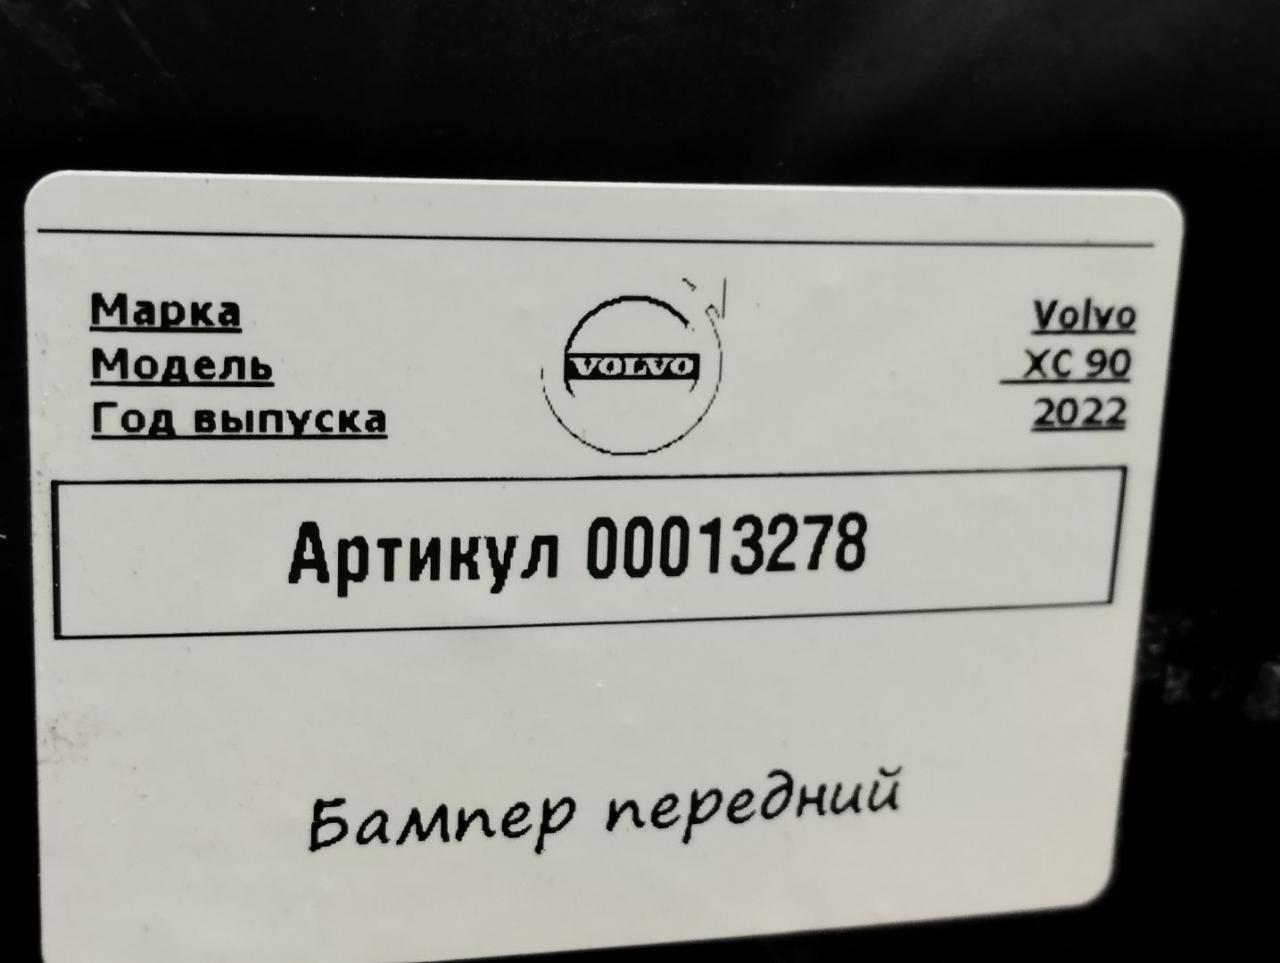 Марка
Volvo
Модель
XC 90
Год выпуска
2022
VOLVO
Артикул 00013278
Бампер передний